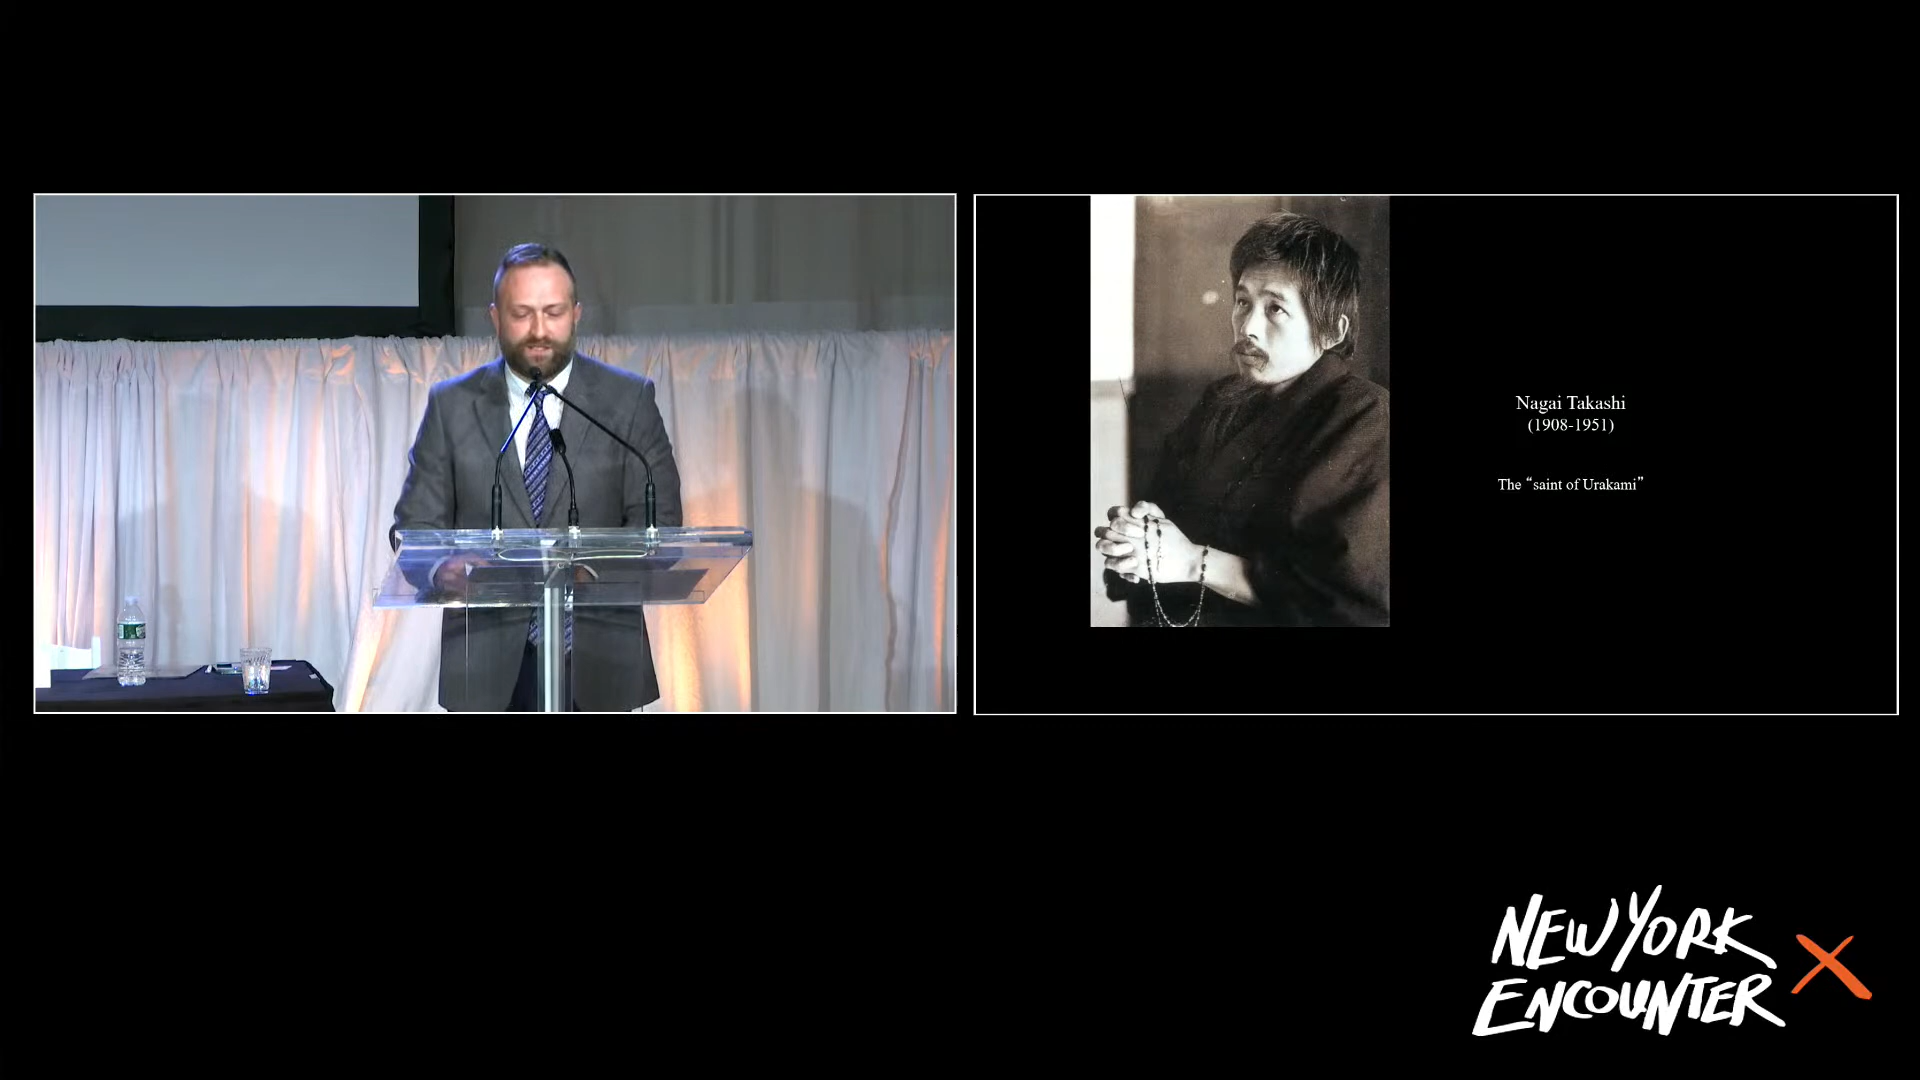 Nagai Takashi
(1908-1951)
The “saint of Urakami”
NEW YORK
ENCOUNTER